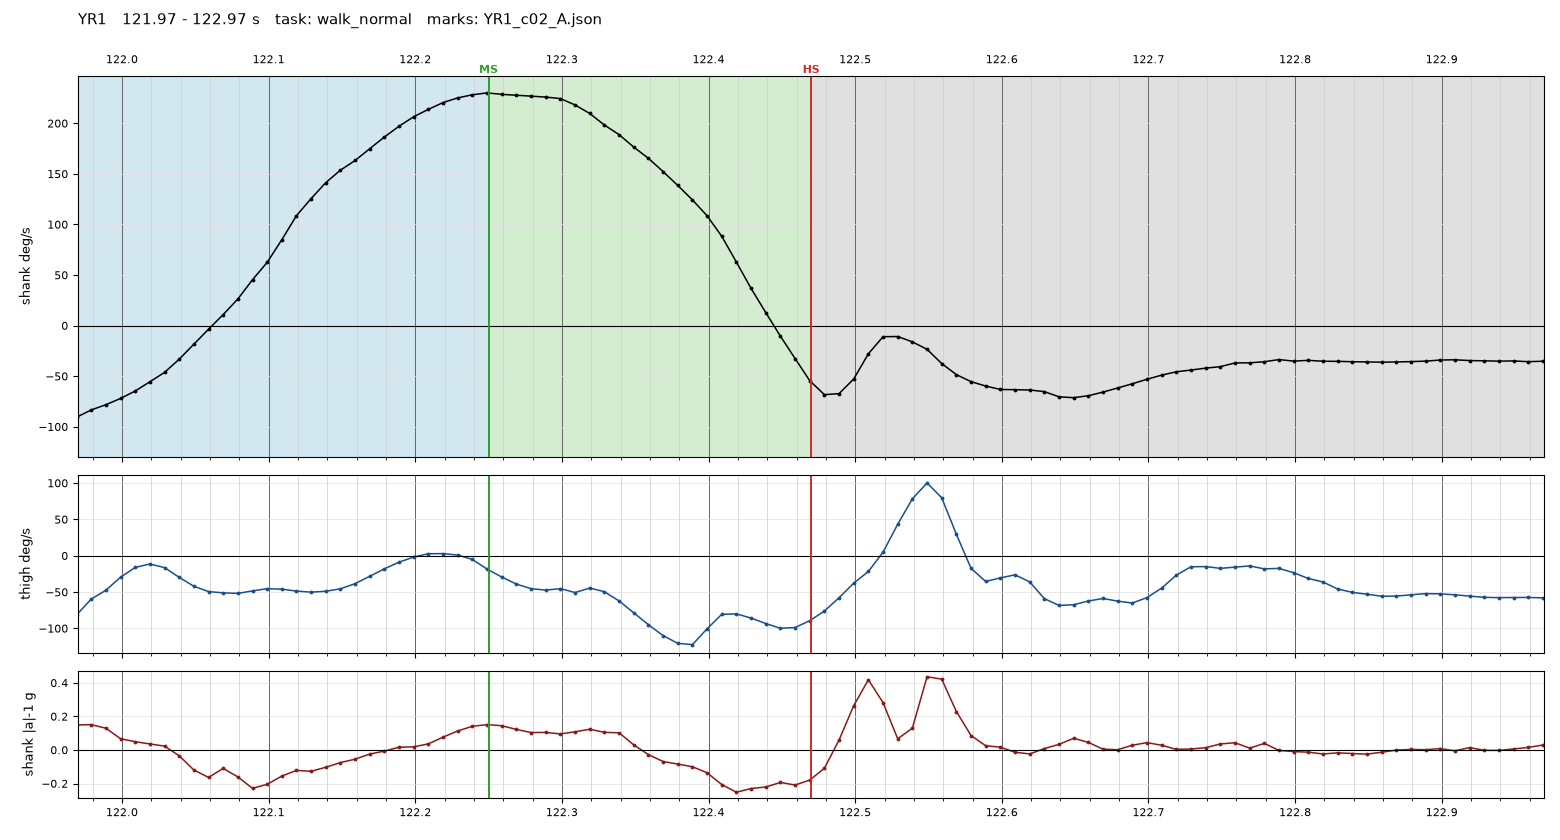 YR1   121.97 - 122.97 s   task: walk_normal   marks: YR1_c02_A.json
122.0 122.1 122.2 122.3 122.4 122.5 122.6 122.7 122.8 122.9
MS HS
shank deg/s
200
150
100
50
0
−50
−100
thigh deg/s
100
50
0
−50
−100
shank |a|-1 g
0.4
0.2
0.0
−0.2
122.0 122.1 122.2 122.3 122.4 122.5 122.6 122.7 122.8 122.9